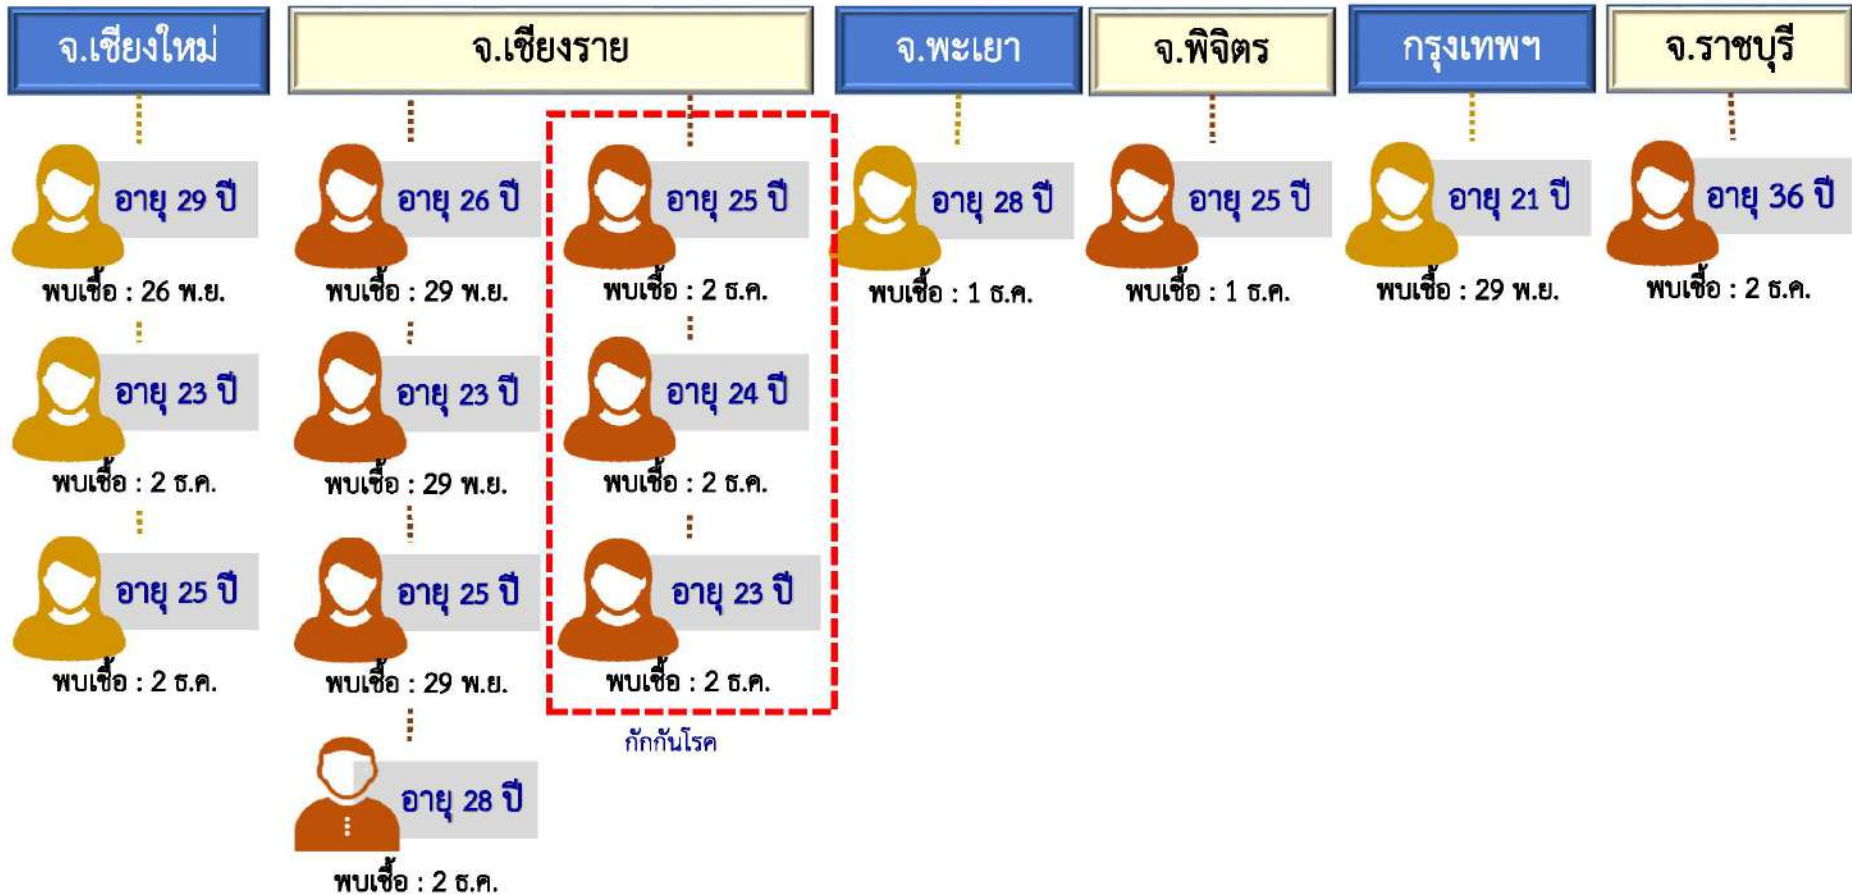 จ.เชียงใหม่
จ.เชียงราย
จ.พะเยา
จ.พิจิตร
กรุงเทพฯ
จ.ราชบุรี
อายุ 29 ปี
อายุ 26 ปี
อายุ 25 ปี
อายุ 28 ปี
อายุ 25 ปี
อายุ 21 ปี
อายุ 36 ปี
พบเชื้อ : 26 พ.ย.
พบเชื้อ : 29 พ.ย.
พบเชื้อ : 2 ธ.ค.
พบเชื้อ : 1 ธ.ค.
พบเชื้อ : 1 ธ.ค.
พบเชื้อ : 29 พ.ย.
พบเชื้อ : 2 ธ.ค.
อายุ 23 ปี
อายุ 23 ปี
อายุ 24 ปี
พบเชื้อ : 2 ธ.ค.
พบเชื้อ : 29 พ.ย.
พบเชื้อ : 2 ธ.ค.
อายุ 25 ปี
อายุ 25 ปี
อายุ 23 ปี
พบเชื้อ : 2 ธ.ค.
พบเชื้อ : 29 พ.ย.
พบเชื้อ : 2 ธ.ค.
กักกันโรค
อายุ 28 ปี
พบเชื้อ : 2 ธ.ค.